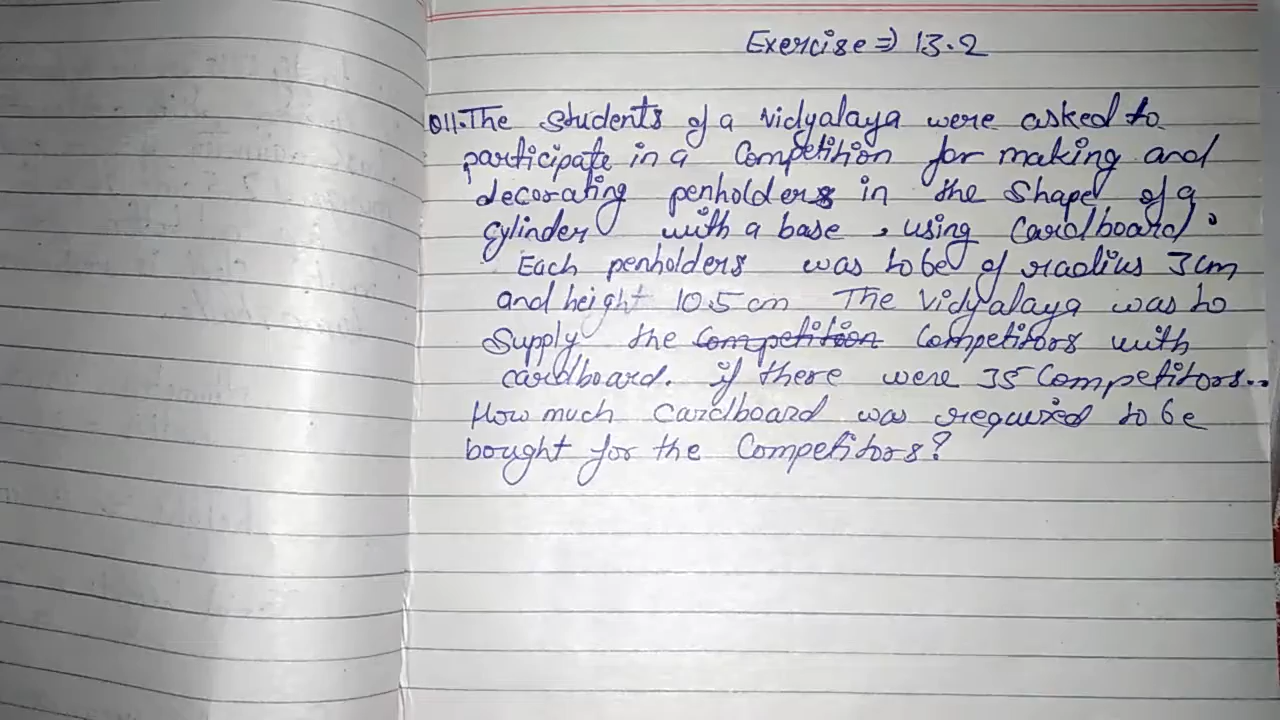 Exercise ⇒ 13.2
Q11. The students of a Vidyalaya were asked to
participate in a Competition for making and
decorating penholders in the shape of a
cylinder with a base, using Cardboard.
Each penholders was to be of radius 3cm
and height 10.5 cm The Vidyalaya was to
Supply the Competition Competitors with
cardboard. if there were 35 Competitors..
How much Cardboard was required to be
bought for the Competitors?